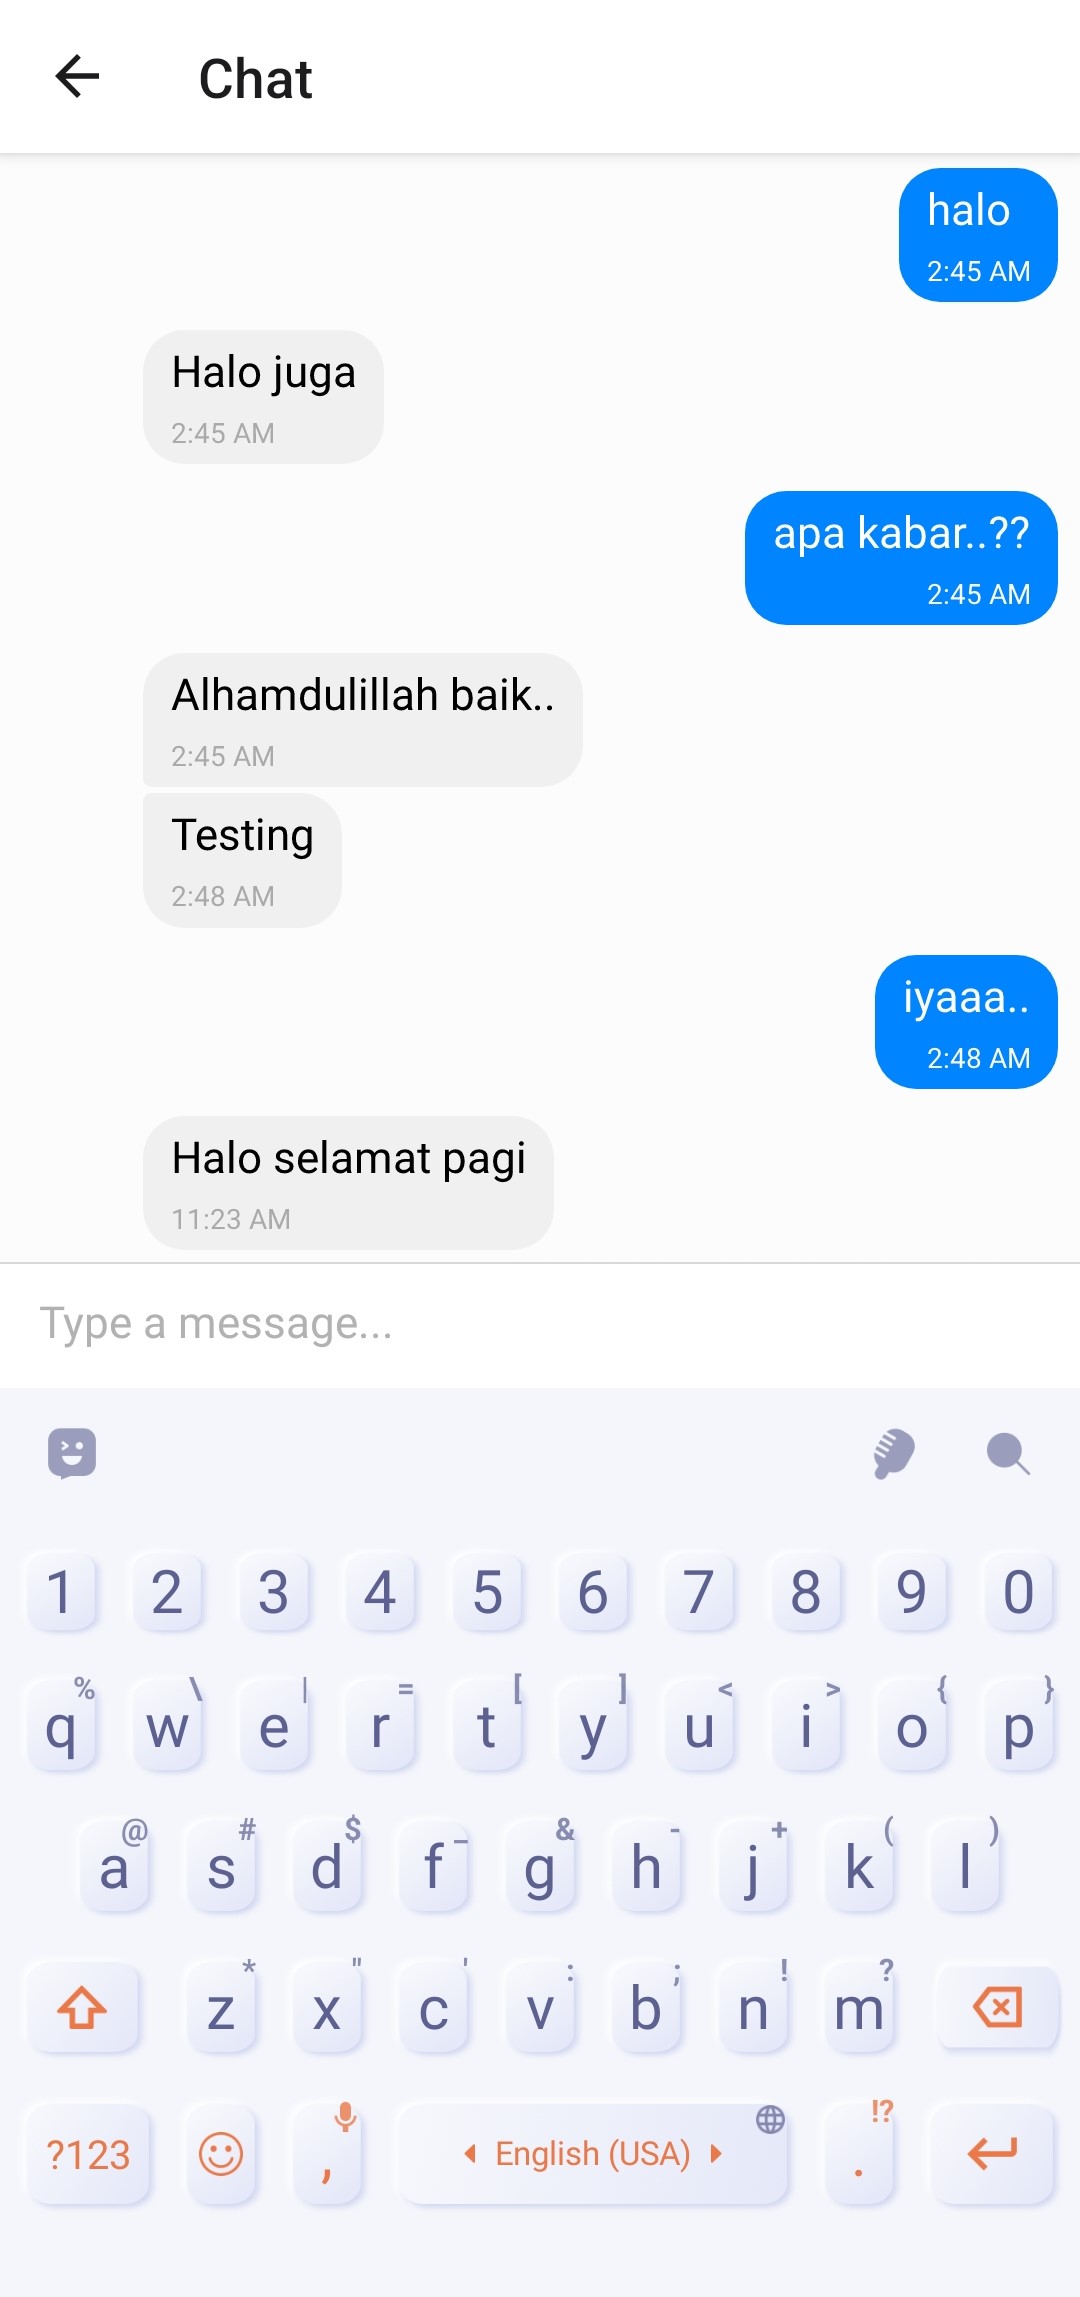 Chat
halo
2:45 AM
Halo juga
2:45 AM
apa kabar..??
2:45 AM
Alhamdulillah baik..
2:45 AM
Testing
2:48 AM
iyaaa..
2:48 AM
Halo selamat pagi
11:23 AM
Type a message...
1 2 3 4 5 6 7 8 9 0
% \ | = [ ] < > { }
q w e r t y u i o p
@ # $ _ & - + ( )
a s d f g h j k l
* " ' : ; ! ?
z x c v b n m
!?
?123 , English (USA) .